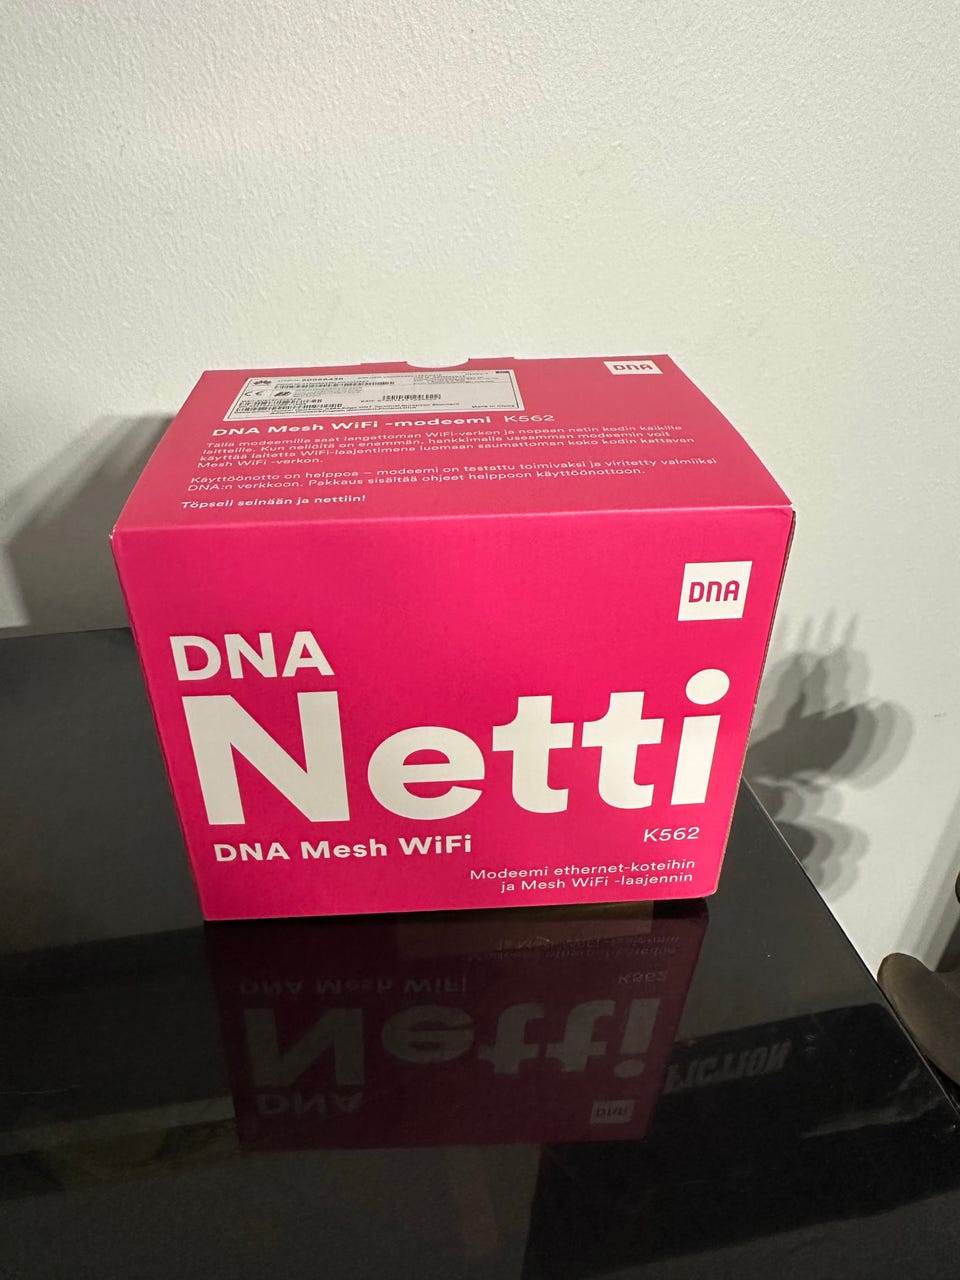 DNA
Made in China
DNA Mesh WiFi -modeemi K562
Tällä modeemilla saat langattoman WiFi-verkon ja nopean netin kodin kaikille
laitteille. Kun neliöitä on enemmän, hankkimalla useamman modeemin voit
käyttää laitetta WiFi-laajentimena luomaan saumattoman koko kodin kattavan
Mesh WiFi -verkon.
Käyttöönotto on helppoa – modeemi on testattu toimivaksi ja viritetty valmiiksi
DNA:n verkkoon. Pakkaus sisältää ohjeet helppoon käyttöönottoon.
Töpseli seinään ja nettiin!
DNA
DNA
Netti
DNA Mesh WiFi
K562
Modeemi ethernet-koteihin
ja Mesh WiFi -laajennin